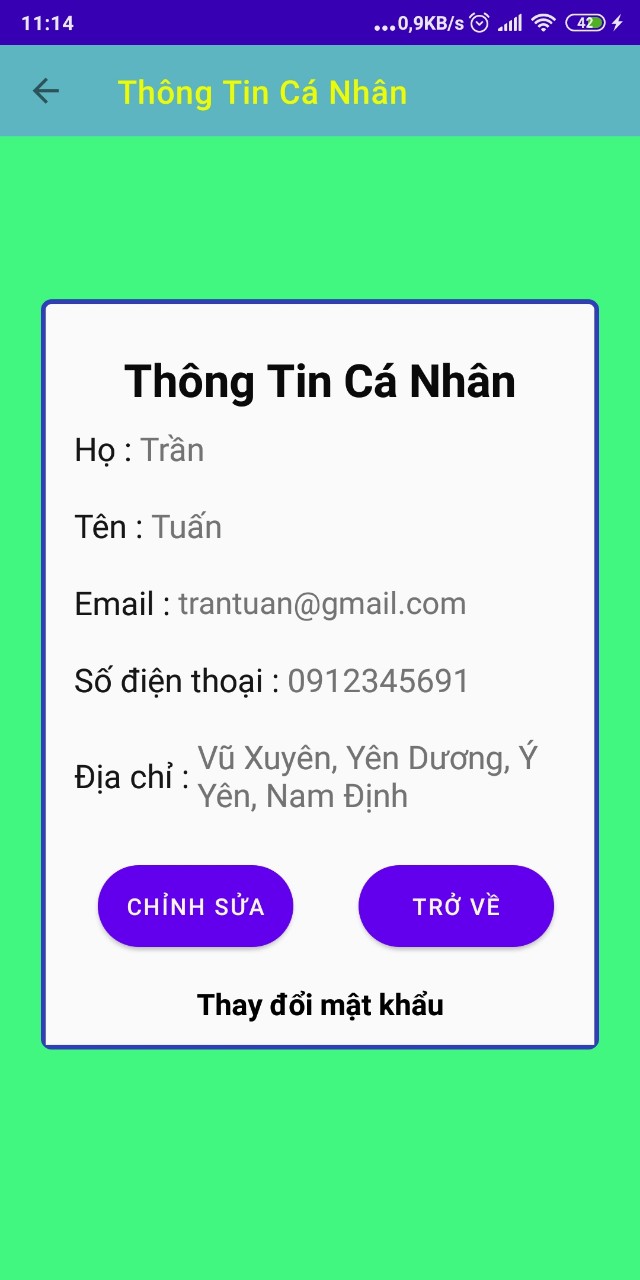 11:14
...0,9KB/s 42
Thông Tin Cá Nhân
Thông Tin Cá Nhân
Họ : Trần
Tên : Tuấn
Email : trantuan@gmail.com
Số điện thoại : 0912345691
Địa chỉ : Vũ Xuyên, Yên Dương, Ý
Yên, Nam Định
CHỈNH SỬA
TRỞ VỀ
Thay đổi mật khẩu